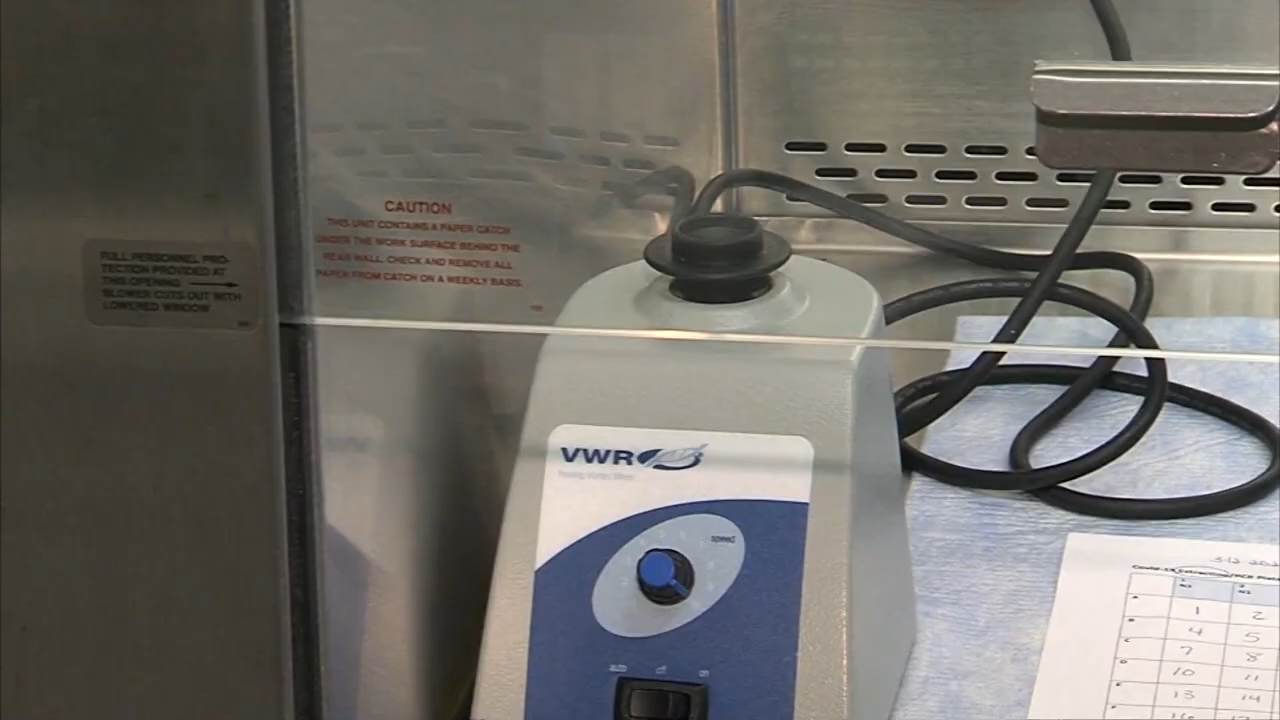 CAUTION
THIS UNIT CONTAINS A PAPER CATCH
UNDER THE WORK SURFACE BEHIND THE
REAR WALL. CHECK AND REMOVE ALL
PAPER FROM CATCH ON A WEEKLY BASIS.
FULL PERSONNEL PRO-
TECTION PROVIDED AT
THIS OPENING
BLOWER CUTS OUT WITH
LOWERED WINDOW
VWR
speed
auto off on
1 2
4 5
7 8
10 11
13 14